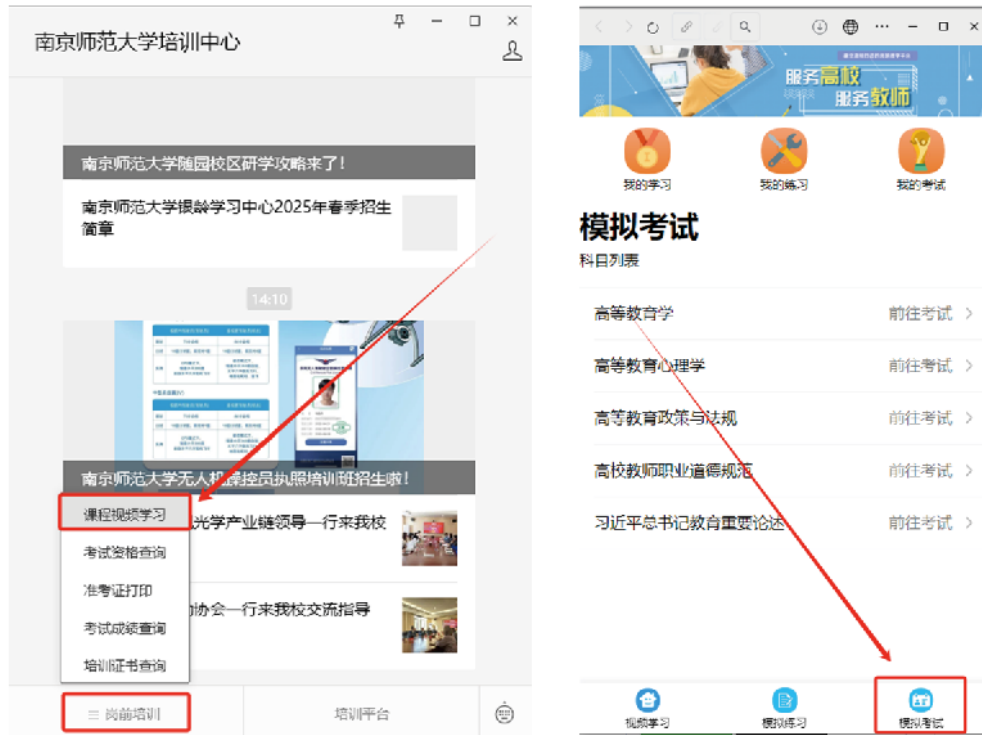 南京师范大学培训中心
南京师范大学随园校区研学攻略来了！
南京师范大学银龄学习中心2025年春季招生
简章
14:10
南京师范大学无人机操控员执照培训班招生啦！
光学产业链领导一行来我校
协会一行来我校交流指导
课程视频学习
考试资格查询
准考证打印
考试成绩查询
培训证书查询
岗前培训
培训平台
服务高校
服务教师
我的学习
我的练习
我的考试
模拟考试
科目列表
高等教育学 前往考试
高等教育心理学 前往考试
高等教育政策与法规 前往考试
高校教师职业道德规范 前往考试
习近平总书记教育重要论述 前往考试
视频学习
模拟练习
模拟考试